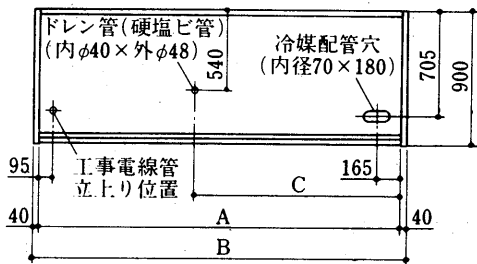 ドレン管(硬塩ビ管)
(内φ40×外φ48)
540
冷媒配管穴
(内径70×180)
705
900
95
工事電線管
立上り位置
165
C
40
A
40
B